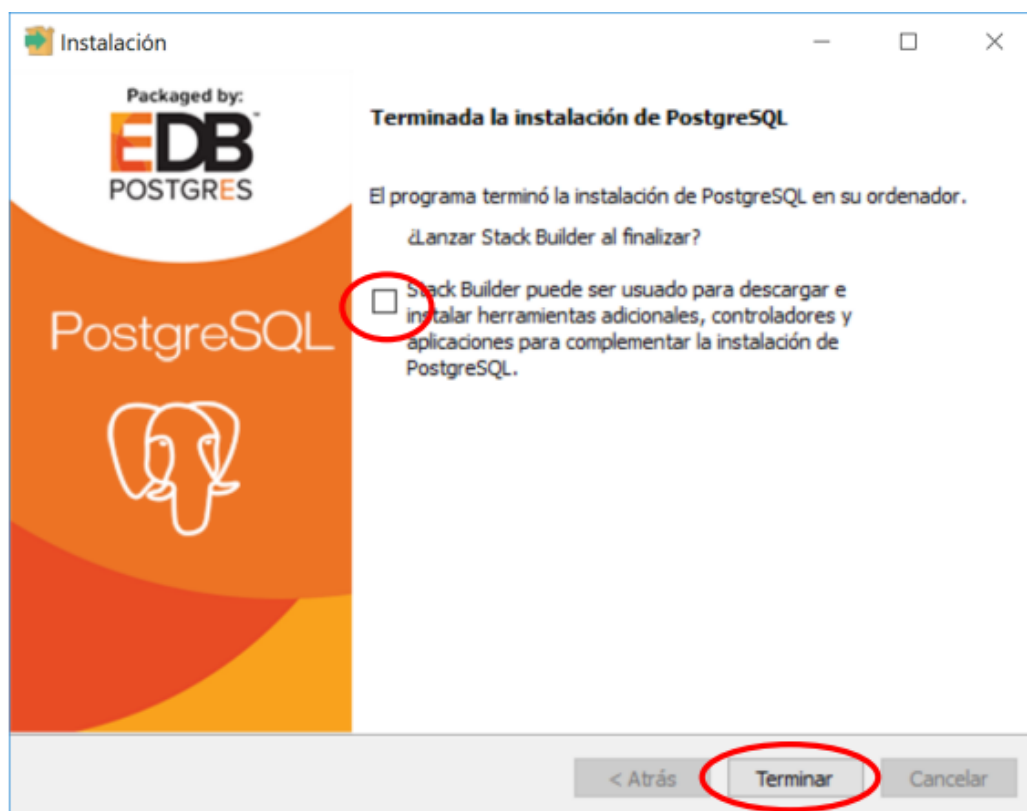 Instalación
Packaged by:
EDB™
POSTGRES
PostgreSQL
Terminada la instalación de PostgreSQL
El programa terminó la instalación de PostgreSQL en su ordenador.
¿Lanzar Stack Builder al finalizar?
Stack Builder puede ser usado para descargar e
instalar herramientas adicionales, controladores y
aplicaciones para complementar la instalación de
PostgreSQL.
< Atrás
Terminar
Cancelar